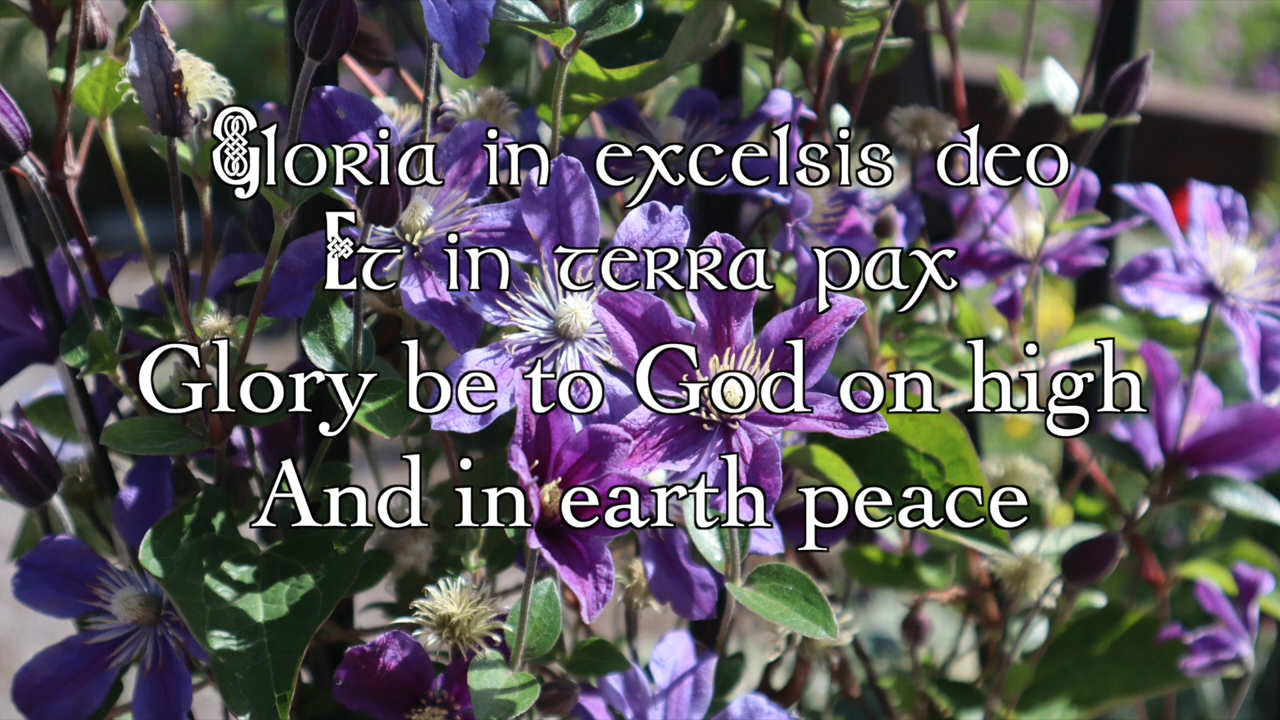 Gloria in excelsis deo
Et in terra pax
Glory be to God on high
And in earth peace